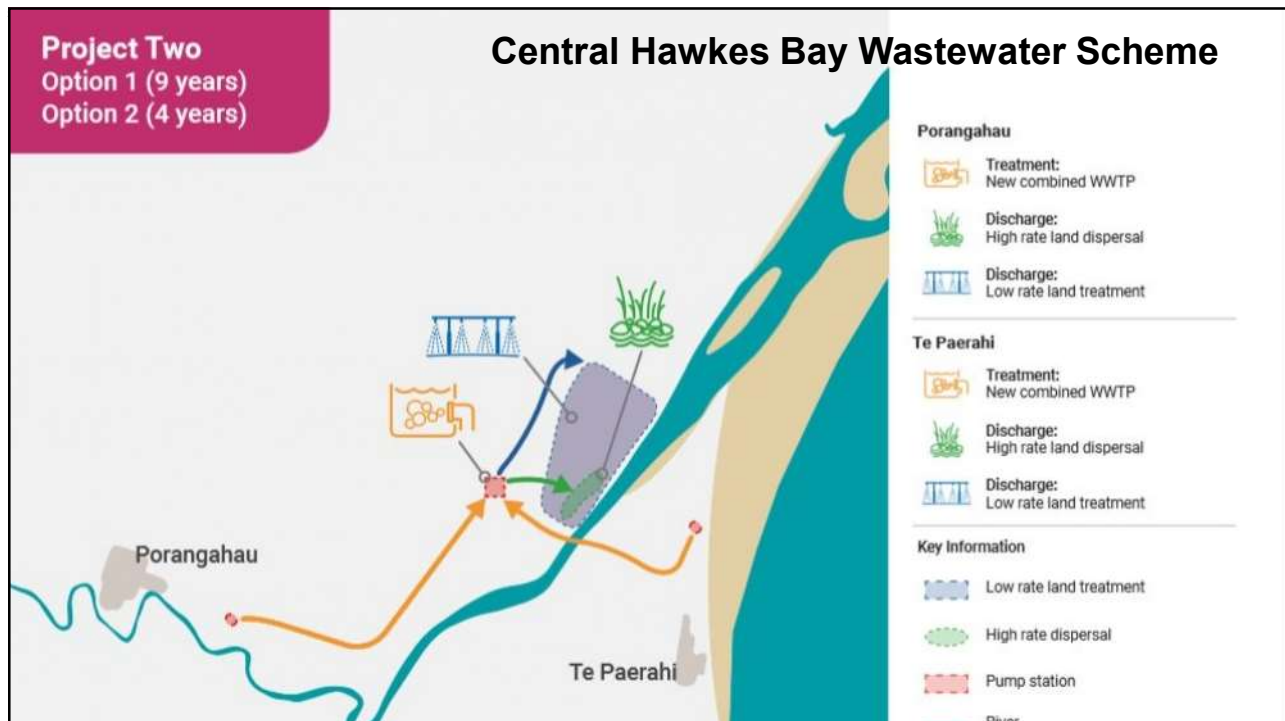 Project Two
Option 1 (9 years)
Option 2 (4 years)
Central Hawkes Bay Wastewater Scheme
Porangahau
Te Paerahi
Porangahau
Treatment:
New combined WWTP
Discharge:
High rate land dispersal
Discharge:
Low rate land treatment
Te Paerahi
Treatment:
New combined WWTP
Discharge:
High rate land dispersal
Discharge:
Low rate land treatment
Key Information
Low rate land treatment
High rate dispersal
Pump station
River